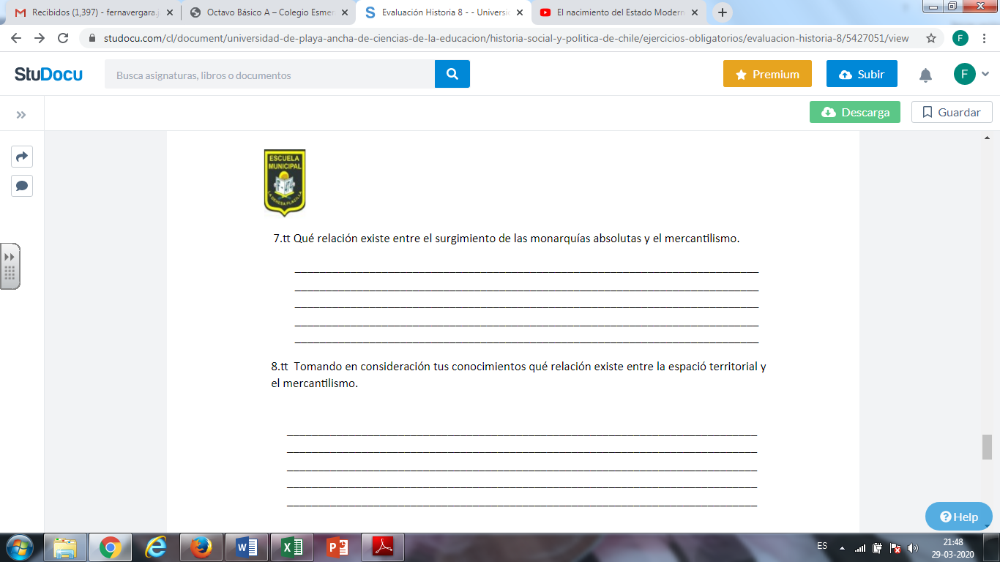 Recibidos (1,397) - fernavergara.j
Octavo Básico A – Colegio Esmer
Evaluación Historia 8 - - Universi
El nacimiento del Estado Modern
studocu.com/cl/document/universidad-de-playa-ancha-de-ciencias-de-la-educacion/historia-social-y-politica-de-chile/ejercicios-obligatorios/evaluacion-historia-8/5427051/view
F
StuDocu
Busca asignaturas, libros o documentos
Premium
Subir
F
Descarga
Guardar
ESCUELA
MUNICIPAL
LA DEHESA PLACILLA
7.tt Qué relación existe entre el surgimiento de las monarquías absolutas y el mercantilismo.
8.tt Tomando en consideración tus conocimientos qué relación existe entre la espació territorial y
el mercantilismo.
Help
ES
21:48
29-03-2020